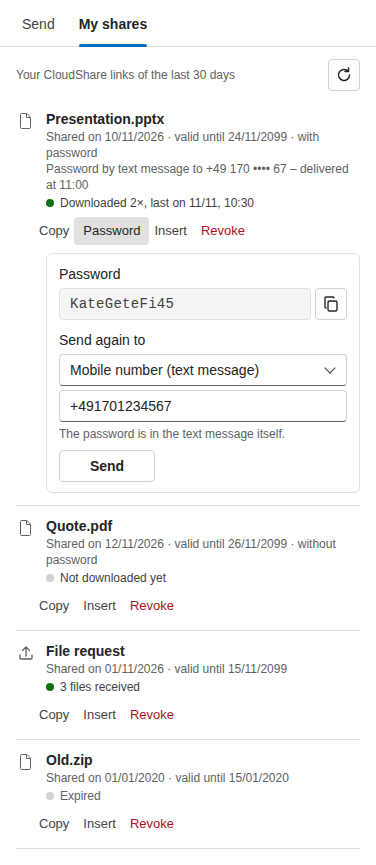 Send My shares
Your CloudShare links of the last 30 days
Presentation.pptx
Shared on 10/11/2026 · valid until 24/11/2099 · with
password
Password by text message to +49 170 •••• 67 – delivered
at 11:00
Downloaded 2×, last on 11/11, 10:30
Copy Password Insert Revoke
Password
KateGeteFi45
Send again to
Mobile number (text message)
+491701234567
The password is in the text message itself.
Send
Quote.pdf
Shared on 12/11/2026 · valid until 26/11/2099 · without
password
Not downloaded yet
Copy Insert Revoke
File request
Shared on 01/11/2026 · valid until 15/11/2099
3 files received
Copy Insert Revoke
Old.zip
Shared on 01/01/2020 · valid until 15/01/2020
Expired
Copy Insert Revoke